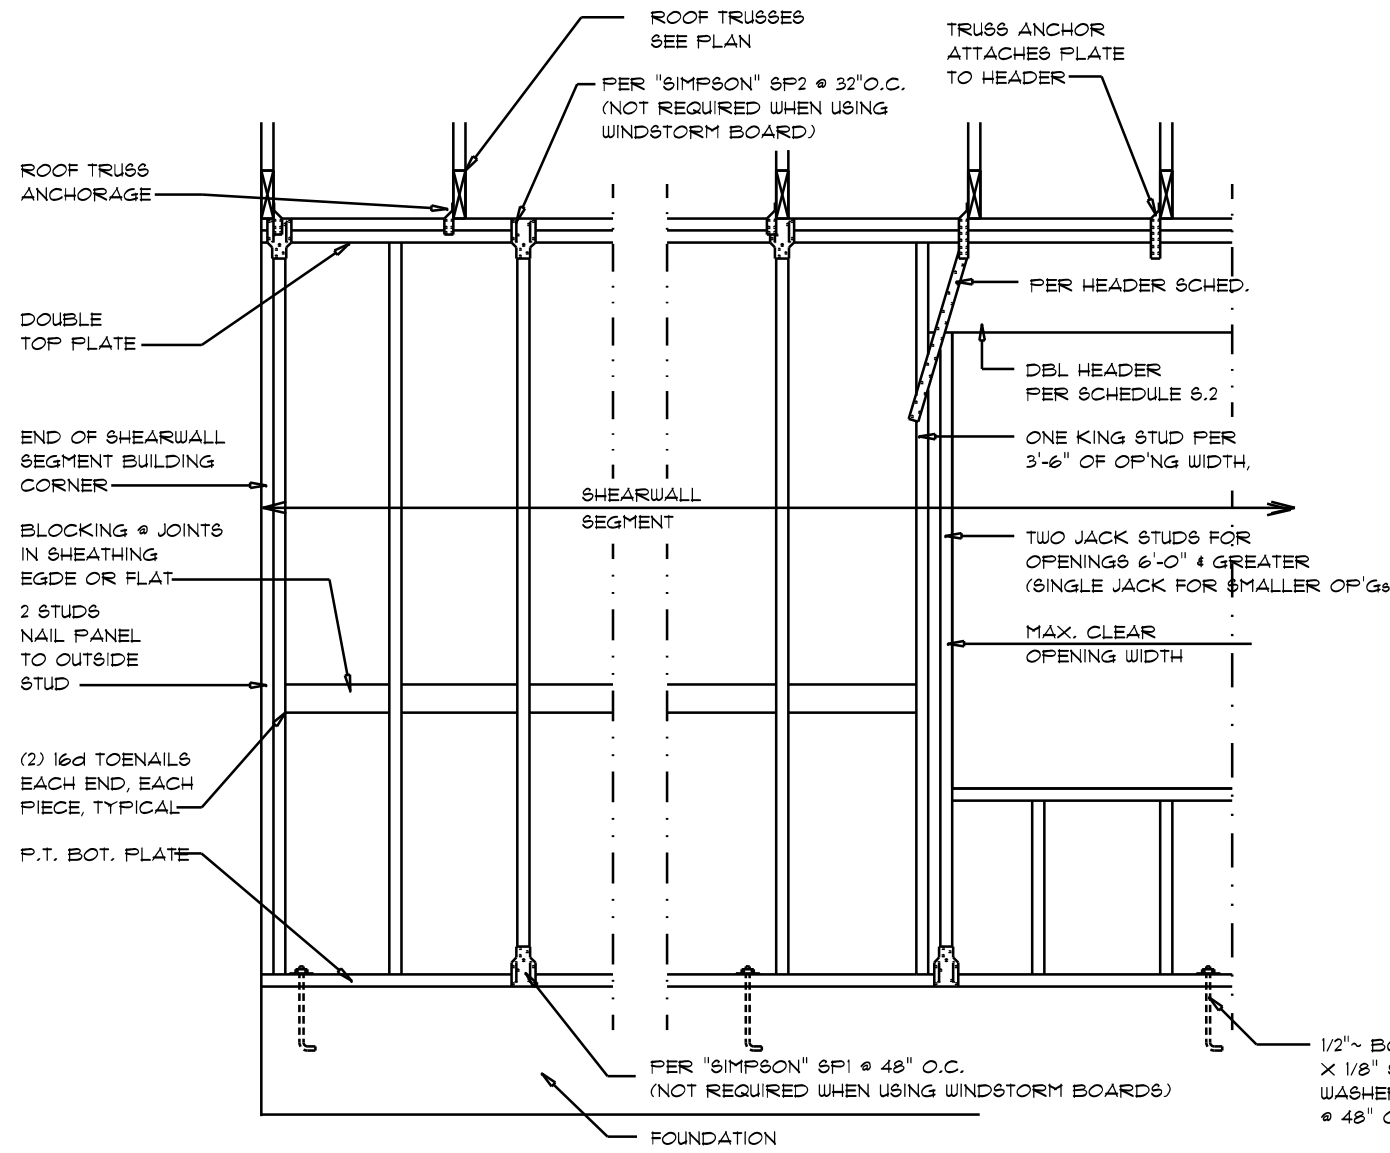 ROOF TRUSSES
SEE PLAN
TRUSS ANCHOR
ATTACHES PLATE
TO HEADER
PER "SIMPSON" SP2 @ 32"O.C.
(NOT REQUIRED WHEN USING
WINDSTORM BOARD)
ROOF TRUSS
ANCHORAGE
PER HEADER SCHED.
DOUBLE
TOP PLATE
DBL HEADER
PER SCHEDULE S.2
END OF SHEARWALL
SEGMENT BUILDING
CORNER
ONE KING STUD PER
3'-6" OF OP'NG WIDTH,
SHEARWALL
SEGMENT
BLOCKING @ JOINTS
IN SHEATHING
EGDE OR FLAT
TWO JACK STUDS FOR
OPENINGS 6'-0" & GREATER
(SINGLE JACK FOR SMALLER OP'Gs
2 STUDS
NAIL PANEL
TO OUTSIDE
STUD
MAX. CLEAR
OPENING WIDTH
(2) 16d TOENAILS
EACH END, EACH
PIECE, TYPICAL
P.T. BOT. PLATE
PER "SIMPSON" SP1 @ 48" O.C.
(NOT REQUIRED WHEN USING WINDSTORM BOARDS)
FOUNDATION
1/2"~
X 1/8"
@ 48"